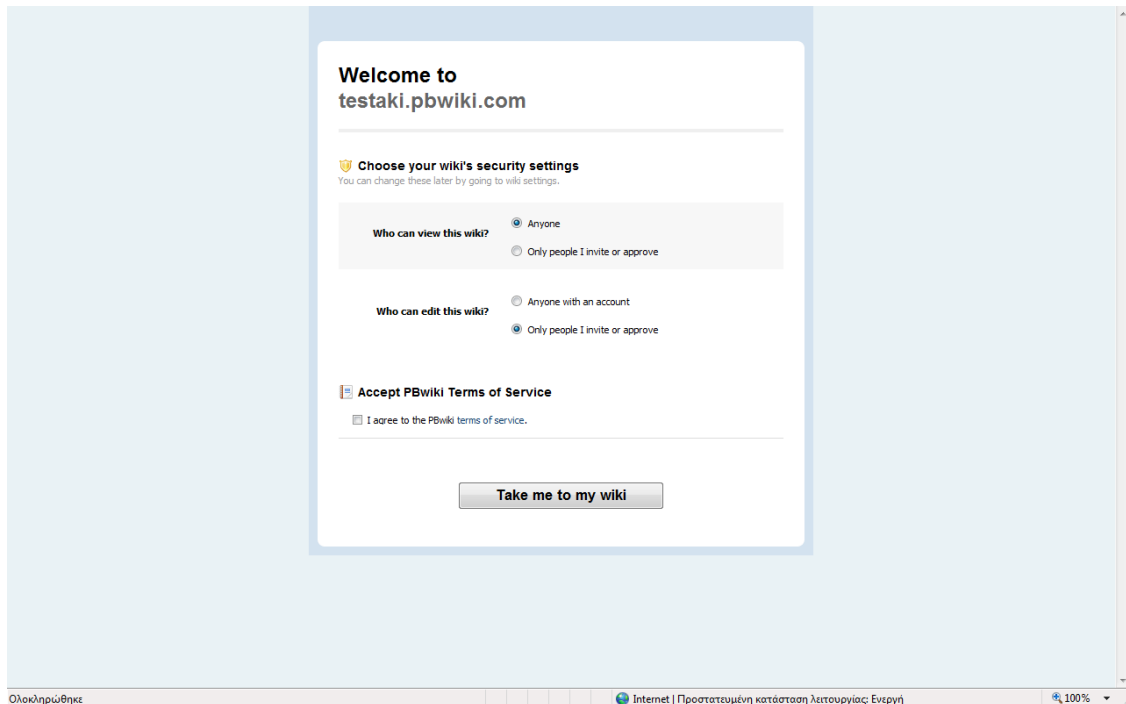 Welcome to
testaki.pbwiki.com
Choose your wiki's security settings
You can change these later by going to wiki settings.
Who can view this wiki?
Anyone
Only people I invite or approve
Who can edit this wiki?
Anyone with an account
Only people I invite or approve
Accept PBwiki Terms of Service
I agree to the PBwiki terms of service.
Take me to my wiki
Ολοκληρώθηκε
Internet | Προστατευμένη κατάσταση λειτουργίας: Ενεργή
100%